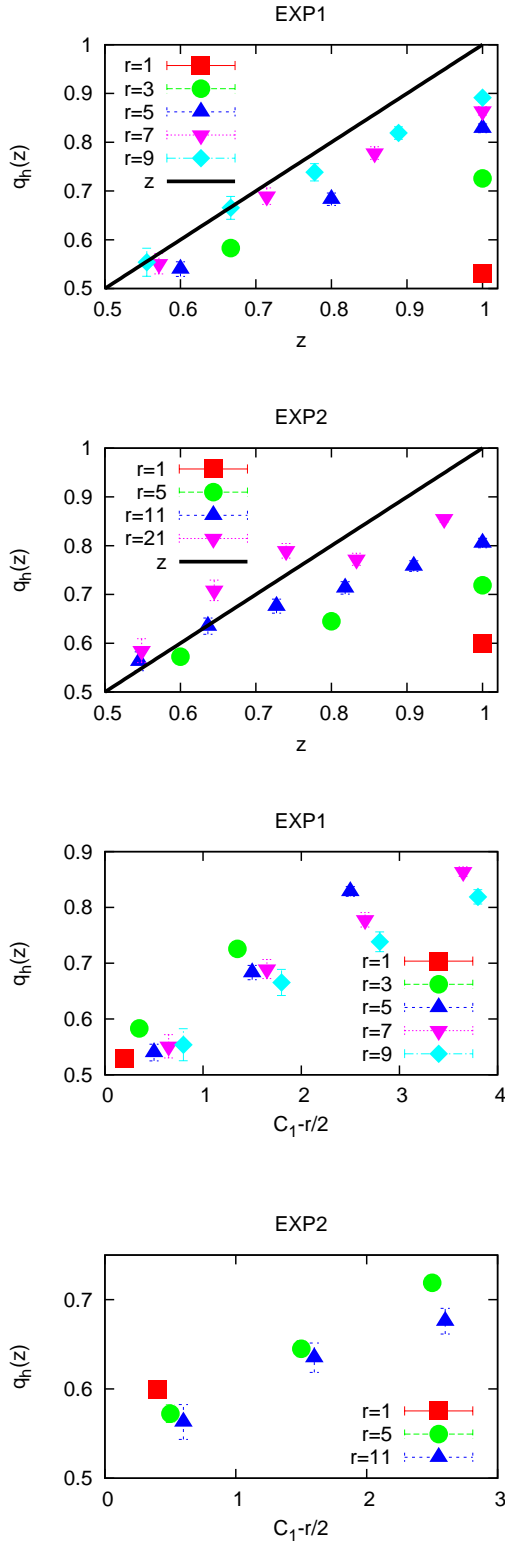 EXP1
q_h(z)
1
0.9
0.8
0.7
0.6
0.5
r=1
r=3
r=5
r=7
r=9
z
0.5 0.6 0.7 0.8 0.9 1
z
EXP2
q_h(z)
1
0.9
0.8
0.7
0.6
0.5
r=1
r=5
r=11
r=21
z
0.5 0.6 0.7 0.8 0.9 1
z
EXP1
q_h(z)
0.9
0.8
0.7
0.6
0.5
r=1
r=3
r=5
r=7
r=9
0 1 2 3 4
C_1-r/2
EXP2
q_h(z)
0.7
0.6
0.5
r=1
r=5
r=11
0 1 2 3
C_1-r/2